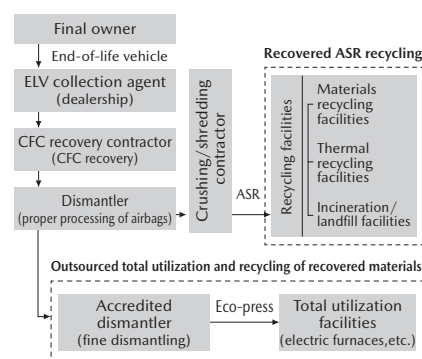 Final owner
End-of-life vehicle
ELV collection agent
(dealership)
CFC recovery contractor
(CFC recovery)
Dismantler
(proper processing of airbags)
Crushing/shredding
contractor
ASR
Recovered ASR recycling
Recycling facilities
Materials
recycling
facilities
Thermal
recycling
facilities
Incineration/
landfill facilities
Outsourced total utilization and recycling of recovered materials
Accredited
dismantler
(fine dismantling)
Eco-press
Total utilization
facilities
(electric furnaces,etc.)